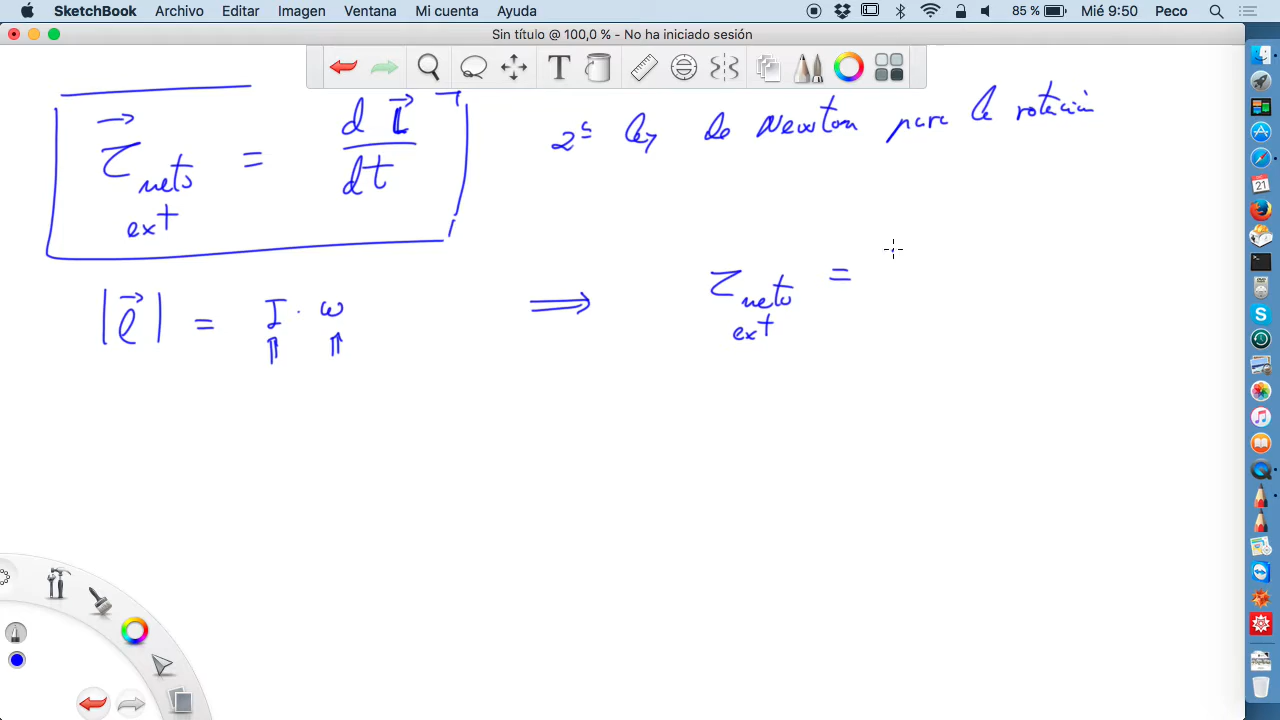 SketchBook Archivo Editar Imagen Ventana Mi cuenta Ayuda 85 % Mié 9:50 Peco
Sin título @ 100,0 % - No ha iniciado sesión
τ⃗ neto ext = d L⃗ / dt
2ª ley de Newton para la rotación
|ℓ⃗| = I · ω ⇒ τ neto ext =
⇑ ⇑
21